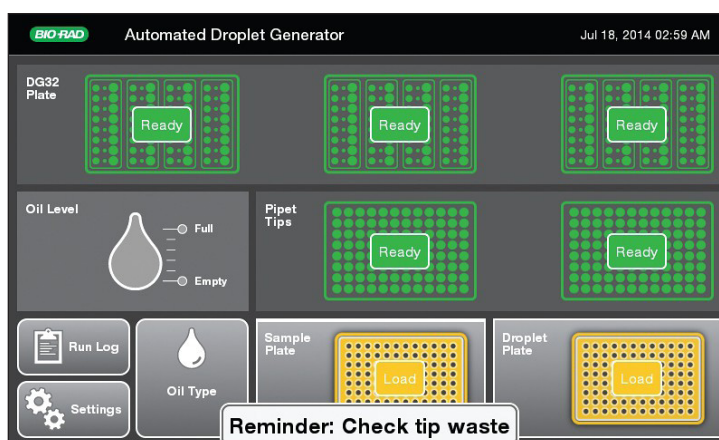 BIO-RAD Automated Droplet Generator Jul 18, 2014 02:59 AM
DG32
Plate
Ready Ready Ready
Oil Level
Full
Empty
Pipet
Tips
Ready Ready
Run Log
Settings
Oil Type
Sample
Plate
Load
Droplet
Plate
Load
Reminder: Check tip waste